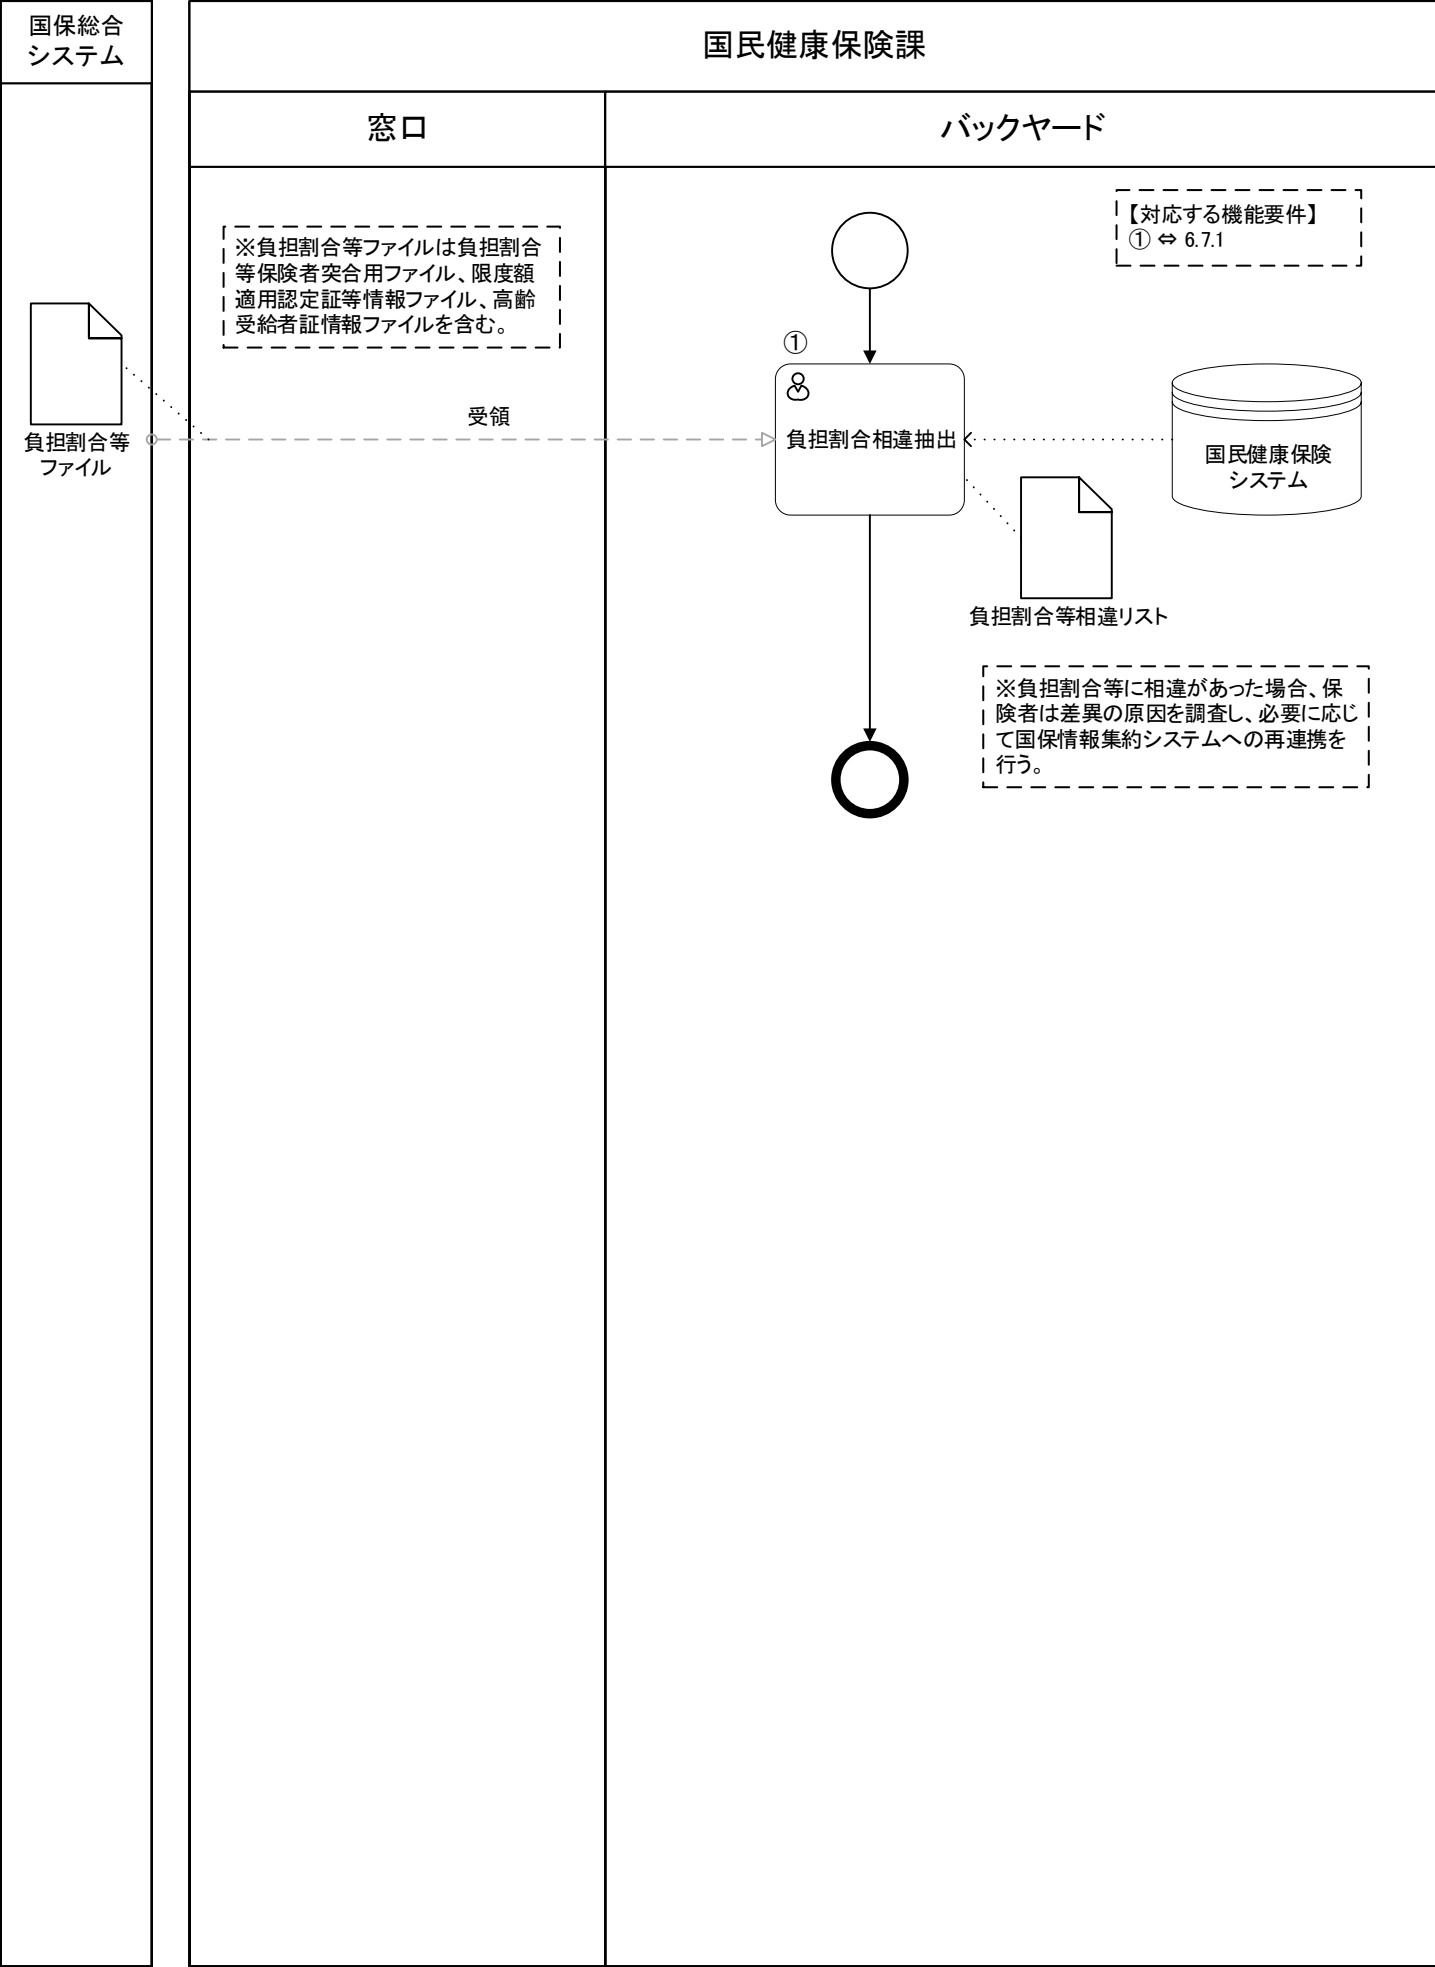 国保総合
システム
国民健康保険課
窓口
バックヤード
※負担割合等ファイルは負担割合
等保険者突合用ファイル、限度額
適用認定証等情報ファイル、高齢
受給者証情報ファイルを含む。
【対応する機能要件】
① ⇔ 6.7.1
①
負担割合等
ファイル
受領
負担割合相違抽出
国民健康保険
システム
負担割合等相違リスト
※負担割合等に相違があった場合、保
険者は差異の原因を調査し、必要に応じ
て国保情報集約システムへの再連携を
行う。